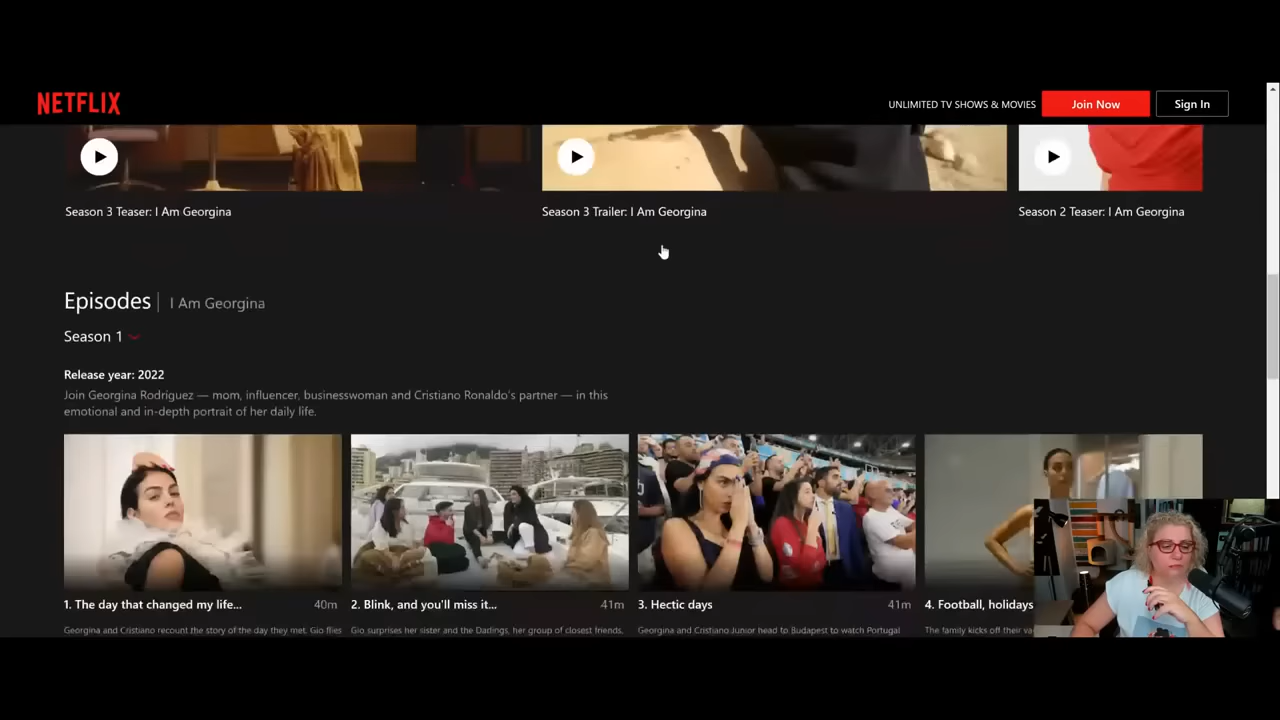 NETFLIX
UNLIMITED TV SHOWS & MOVIES
Join Now
Sign In
Season 3 Teaser: I Am Georgina
Season 3 Trailer: I Am Georgina
Season 2 Teaser: I Am Georgina
Episodes
I Am Georgina
Season 1
Release year: 2022
Join Georgina Rodríguez — mom, influencer, businesswoman and Cristiano Ronaldo's partner — in this
emotional and in-depth portrait of her daily life.
1. The day that changed my life...
40m
2. Blink, and you'll miss it...
41m
3. Hectic days
41m
4. Football, holidays
Georgina and Cristiano recount the story of the day they met. Gio flies
Gio surprises her sister and the Darlings, her group of closest friends,
Georgina and Cristiano Junior head to Budapest to watch Portugal
The family kicks off their va